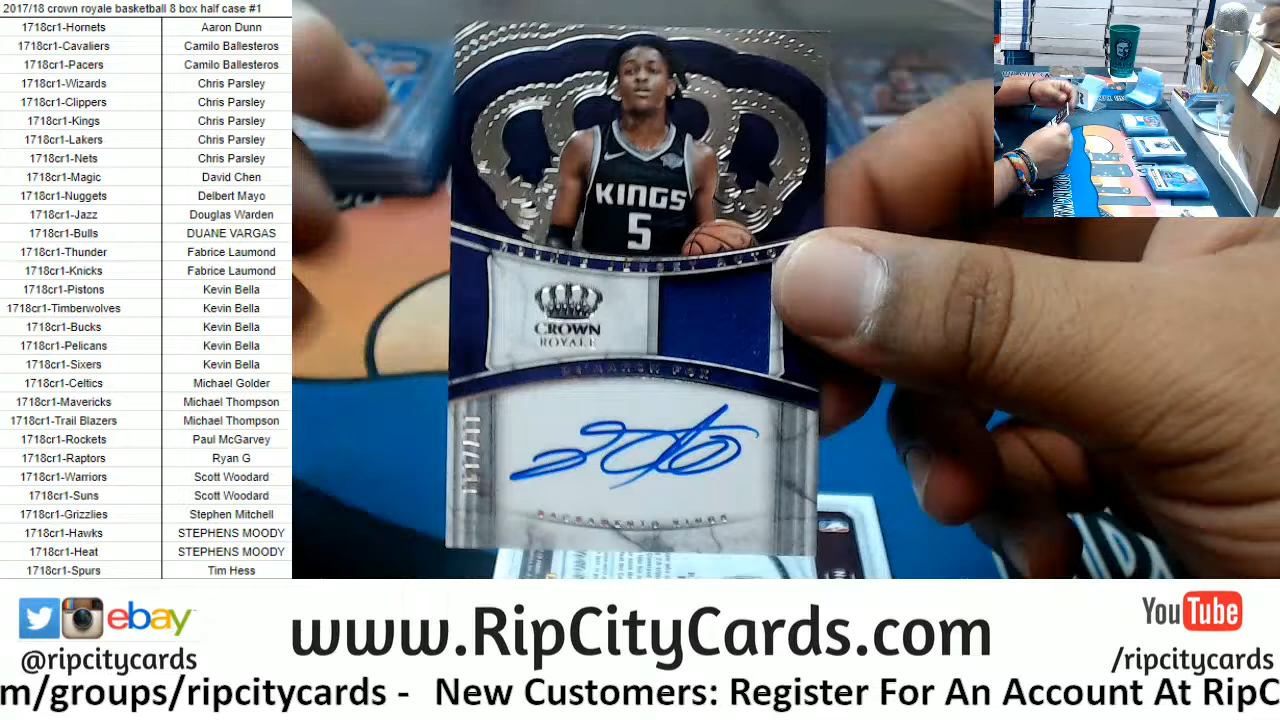 2017/18 crown royale basketball 8 box half case #1
1718cr1-Hornets Aaron Dunn
1718cr1-Cavaliers Camilo Ballesteros
1718cr1-Pacers Camilo Ballesteros
1718cr1-Wizards Chris Parsley
1718cr1-Clippers Chris Parsley
1718cr1-Kings Chris Parsley
1718cr1-Lakers Chris Parsley
1718cr1-Nets Chris Parsley
1718cr1-Magic David Chen
1718cr1-Nuggets Delbert Mayo
1718cr1-Jazz Douglas Warden
1718cr1-Bulls DUANE VARGAS
1718cr1-Thunder Fabrice Laumond
1718cr1-Knicks Fabrice Laumond
1718cr1-Pistons Kevin Bella
1718cr1-Timberwolves Kevin Bella
1718cr1-Bucks Kevin Bella
1718cr1-Pelicans Kevin Bella
1718cr1-Sixers Kevin Bella
1718cr1-Celtics Michael Golder
1718cr1-Mavericks Michael Thompson
1718cr1-Trail Blazers Michael Thompson
1718cr1-Rockets Paul McGarvey
1718cr1-Raptors Ryan G
1718cr1-Warriors Scott Woodard
1718cr1-Suns Scott Woodard
1718cr1-Grizzlies Stephen Mitchell
1718cr1-Hawks STEPHENS MOODY
1718cr1-Heat STEPHENS MOODY
1718cr1-Spurs Tim Hess
KINGS
5
CROWN
ROYALE
DE'AARON FOX
SACRAMENTO KINGS
ebay
@ripcitycards
www.RipCityCards.com
YouTube
/ripcitycards
m/groups/ripcitycards - New Customers: Register For An Account At RipC